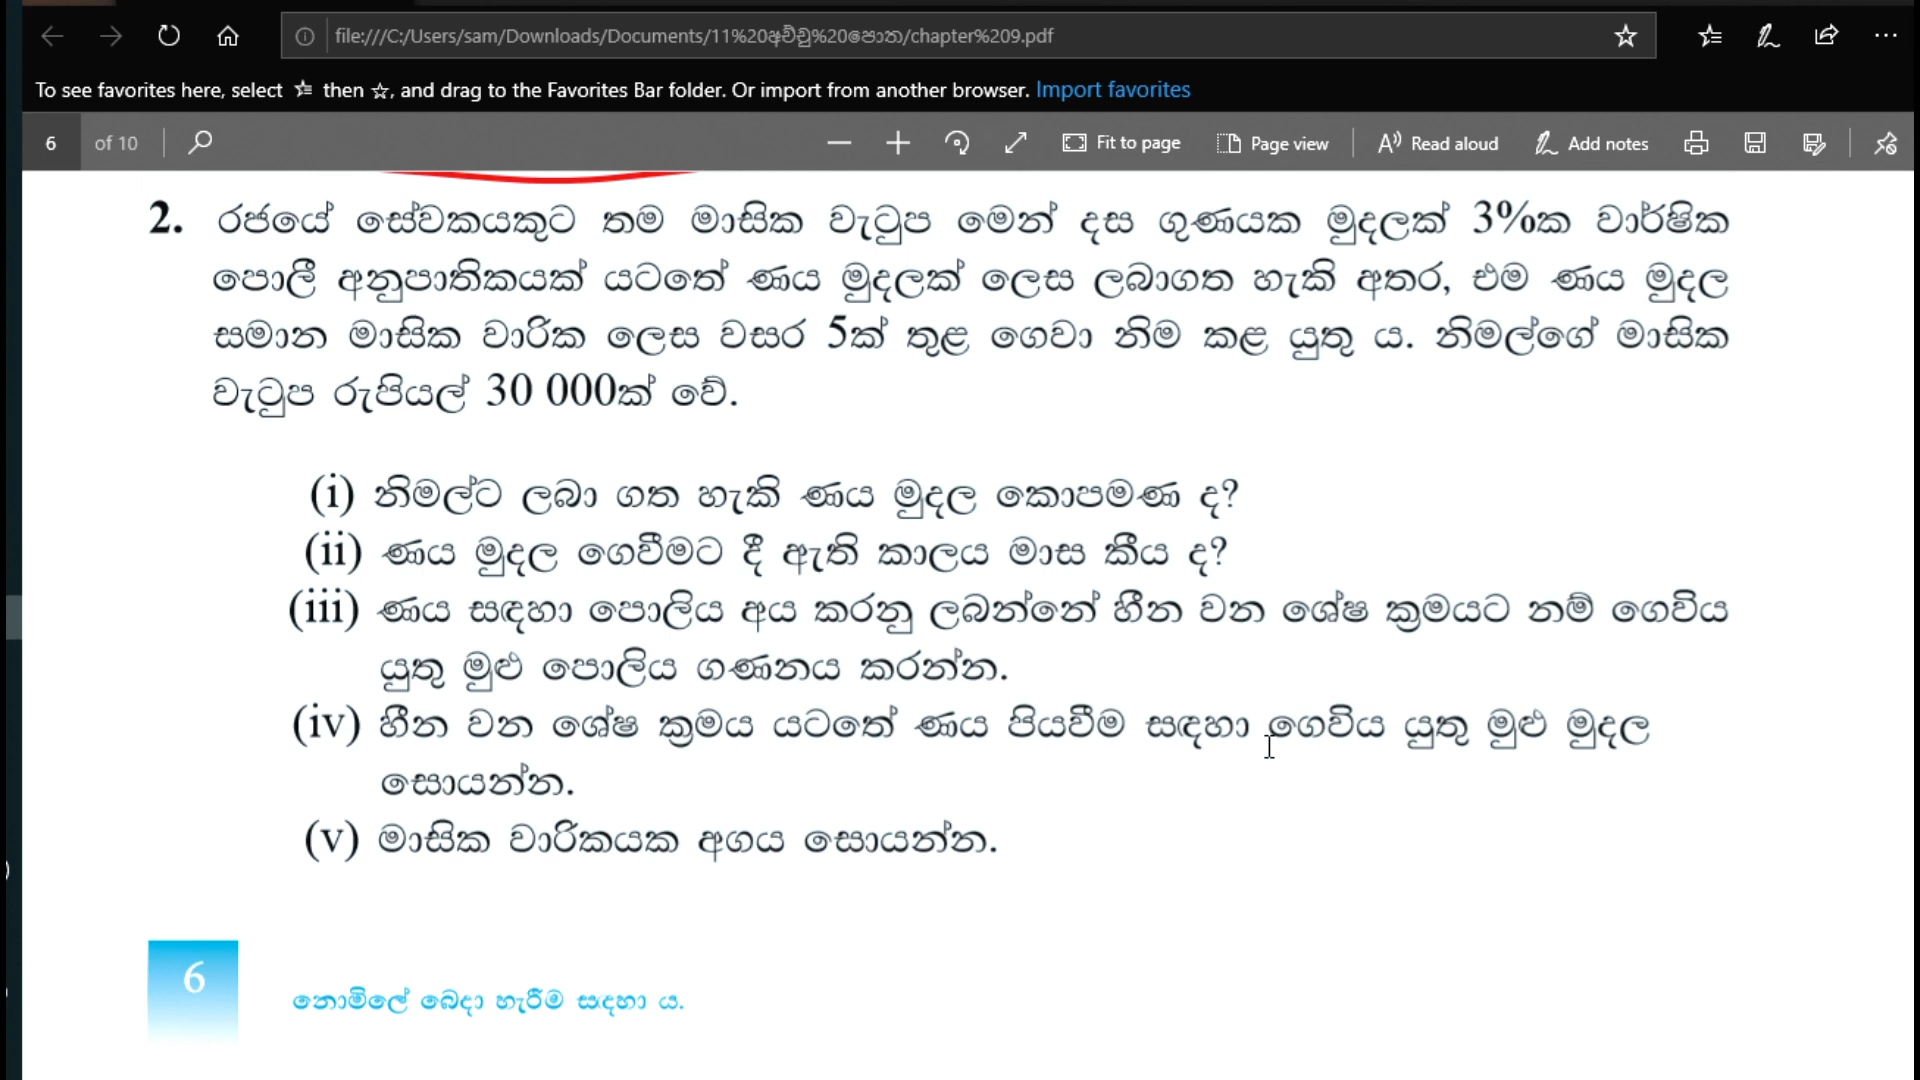 file:///C:/Users/sam/Downloads/Documents/11%20අච්චු%20පොත/chapter%209.pdf
To see favorites here, select then ☆, and drag to the Favorites Bar folder. Or import from another browser. Import favorites
6 of 10 Fit to page Page view Read aloud Add notes
2. රජයේ සේවකයකුට තම මාසික වැටුප මෙන් දස ගුණයක මුදලක් 3%ක වාර්ෂික
පොලී අනුපාතිකයක් යටතේ ණය මුදලක් ලෙස ලබාගත හැකි අතර, එම ණය මුදල
සමාන මාසික වාරික ලෙස වසර 5ක් තුළ ගෙවා නිම කළ යුතු ය. නිමල්ගේ මාසික
වැටුප රුපියල් 30 000ක් වේ.
(i) නිමල්ට ලබා ගත හැකි ණය මුදල කොපමණ ද?
(ii) ණය මුදල ගෙවීමට දී ඇති කාලය මාස කීය ද?
(iii) ණය සඳහා පොලිය අය කරනු ලබන්නේ හීන වන ශේෂ ක්‍රමයට නම් ගෙවිය
යුතු මුළු පොලිය ගණනය කරන්න.
(iv) හීන වන ශේෂ ක්‍රමය යටතේ ණය පියවීම සඳහා ගෙවිය යුතු මුළු මුදල
සොයන්න.
(v) මාසික වාරිකයක අගය සොයන්න.
6
නොමිලේ බෙදා හැරීම සඳහා ය.